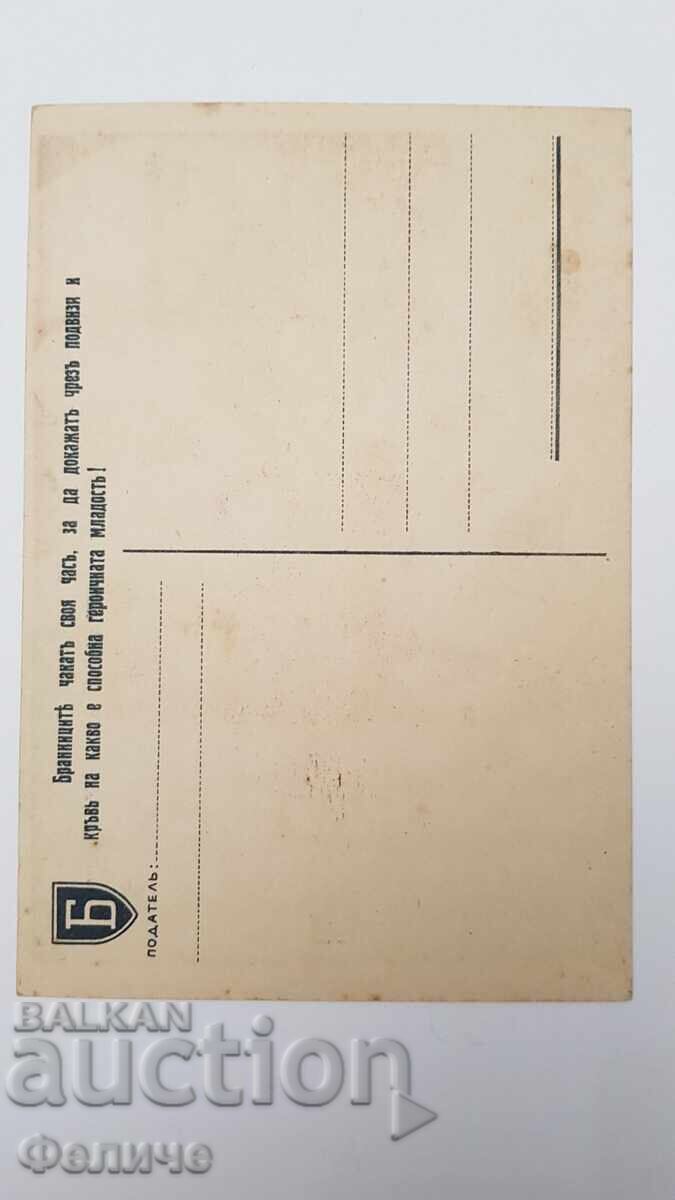 Бранницитѣ чакатъ своя часъ, за да докажатъ чрезъ подвизи и
кръвь на какво е способна героичната младость!
Б
ПОДАТЕЛЬ:
BALKAN
auction
Феличе